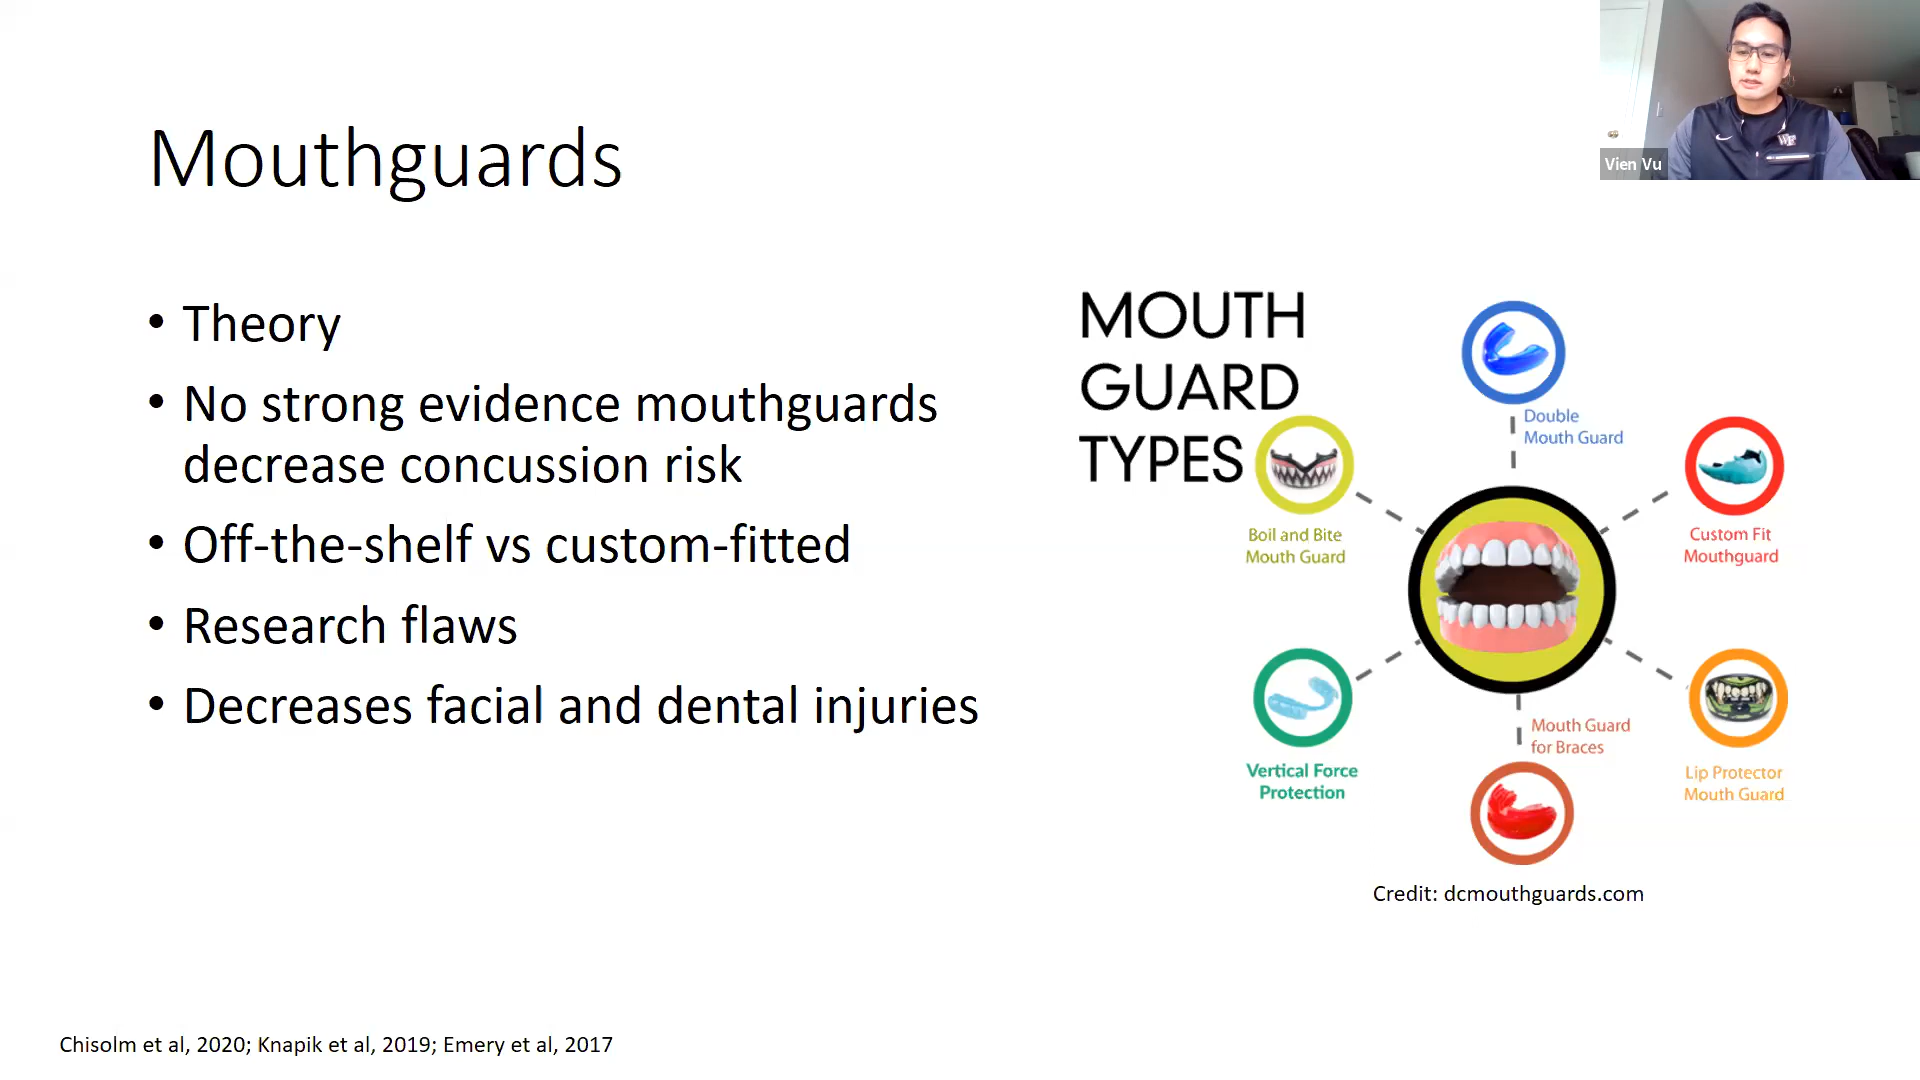 Mouthguards
Vien Vu
• Theory
• No strong evidence mouthguards
decrease concussion risk
• Off-the-shelf vs custom-fitted
• Research flaws
• Decreases facial and dental injuries
MOUTH
GUARD
TYPES
Double
Mouth Guard
Boil and Bite
Mouth Guard
Custom Fit
Mouthguard
Vertical Force
Protection
Mouth Guard
for Braces
Lip Protector
Mouth Guard
Credit: dcmouthguards.com
Chisolm et al, 2020; Knapik et al, 2019; Emery et al, 2017
WF